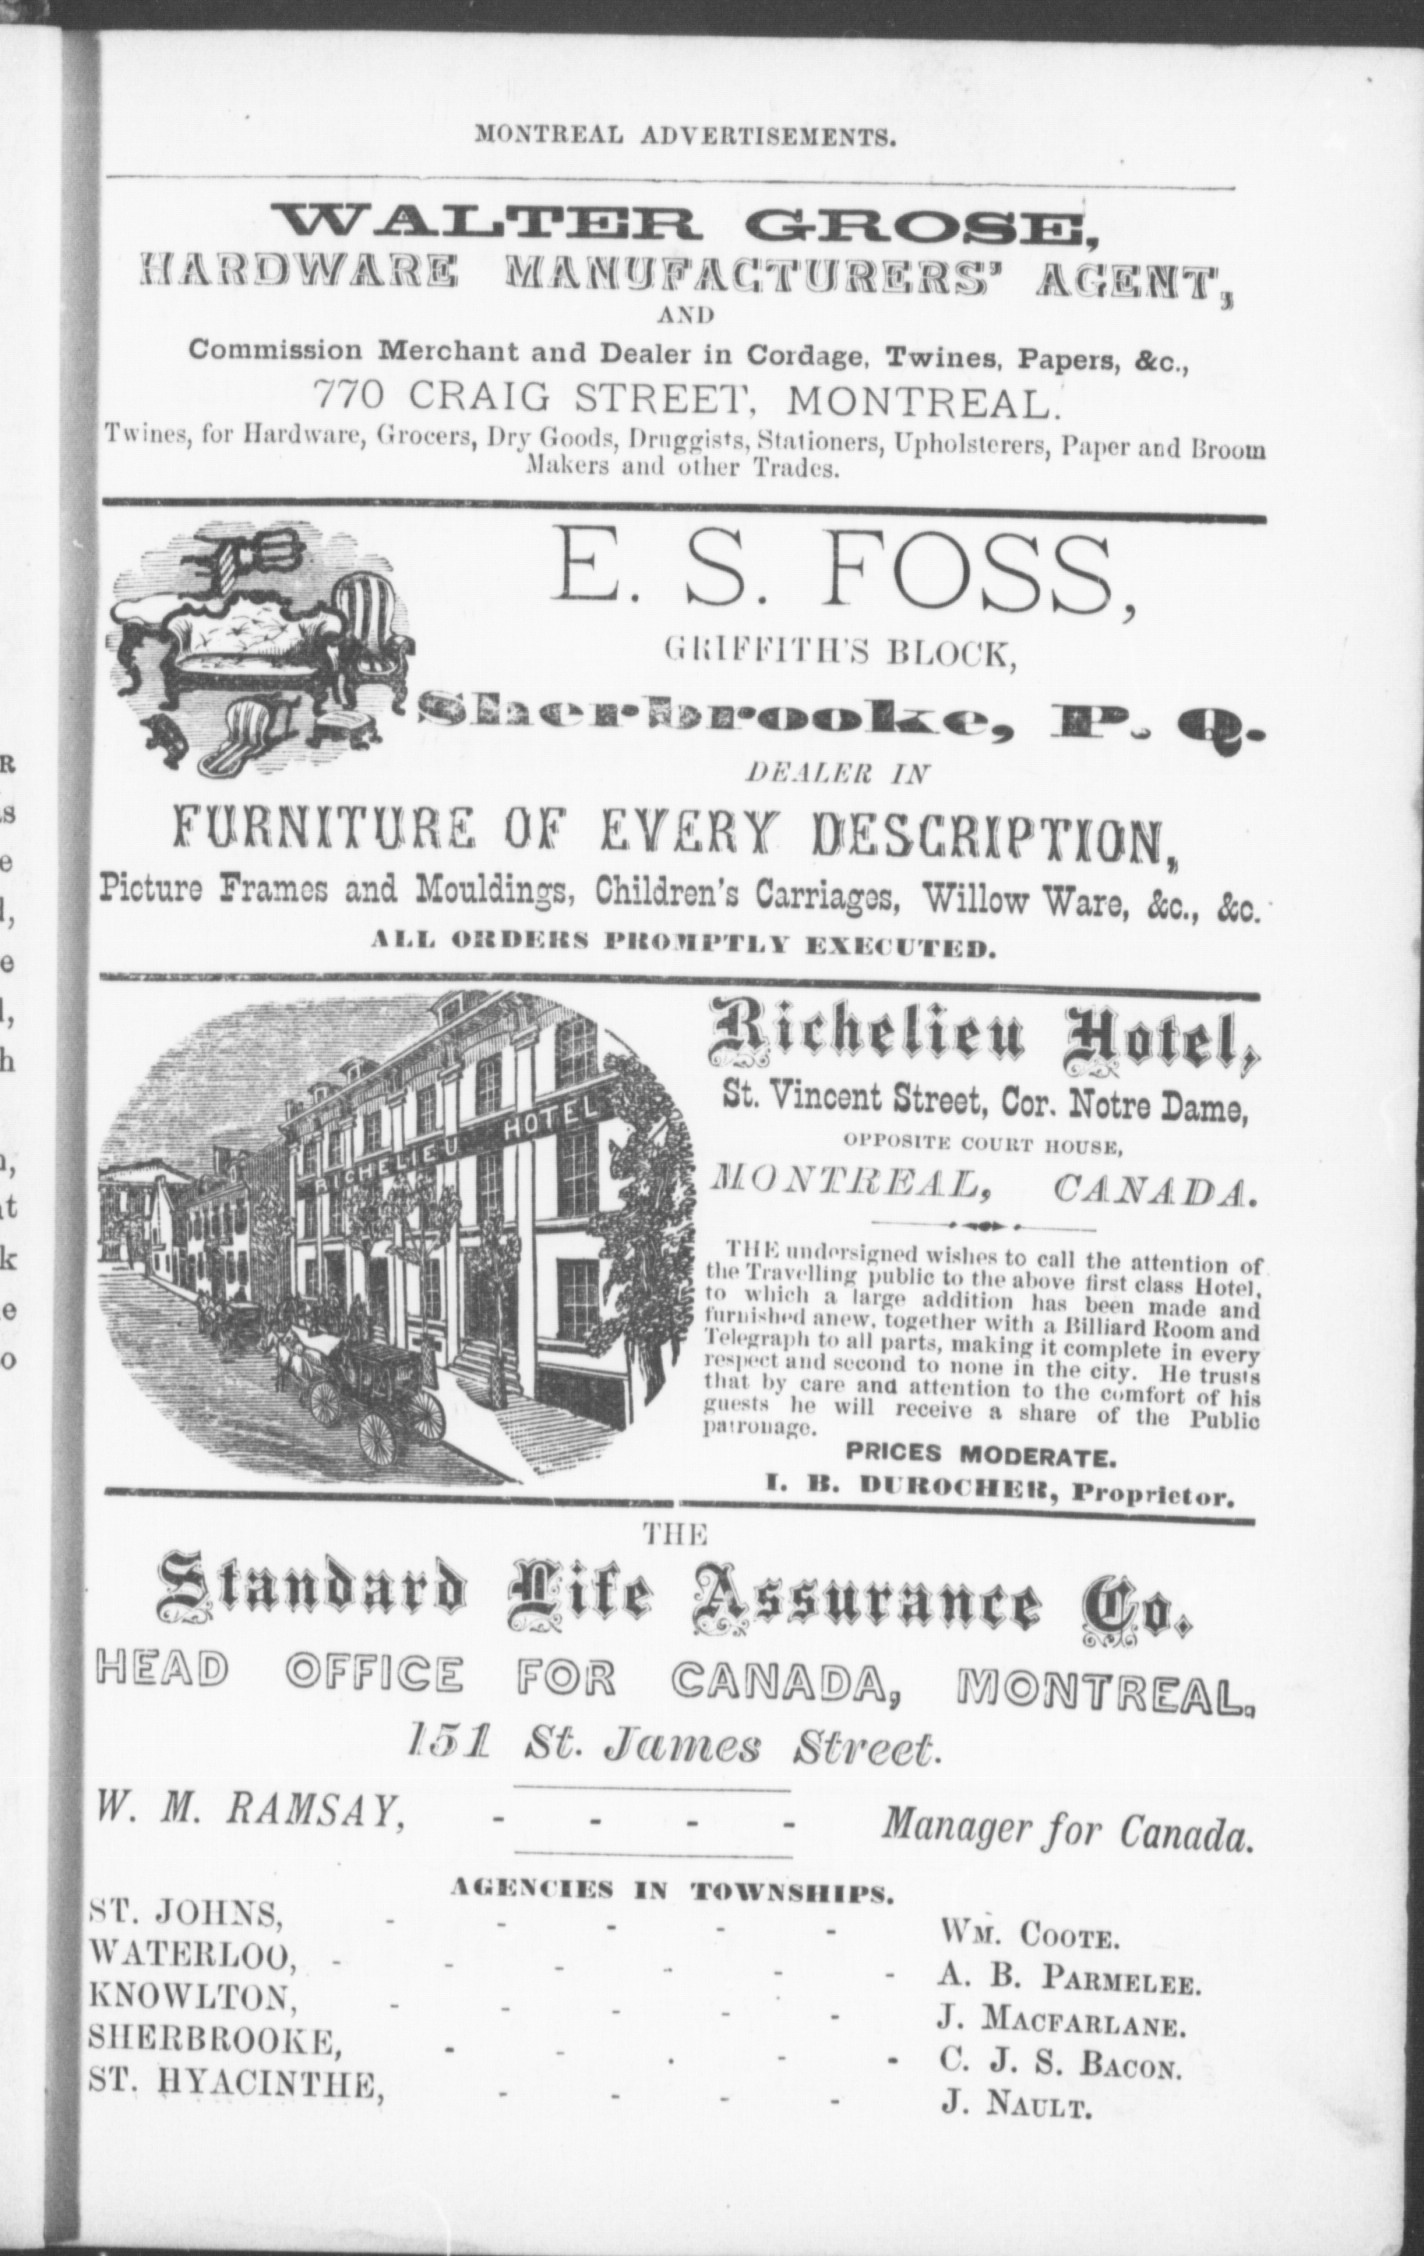 MONTREAL ADVERTISEMENTS.
WALTER GROSE,
HARDWARE MANUFACTURERS' AGENT,
AND
Commission Merchant and Dealer in Cordage, Twines, Papers, &c.,
770 CRAIG STREET, MONTREAL.
Twines, for Hardware, Grocers, Dry Goods, Druggists, Stationers, Upholsterers, Paper and Broom
Makers and other Trades.
E. S. FOSS,
GRIFFITH'S BLOCK,
Sherbrooke, P. Q.
DEALER IN
FURNITURE OF EVERY DESCRIPTION,
Picture Frames and Mouldings, Children's Carriages, Willow Ware, &c., &c.
ALL ORDERS PROMPTLY EXECUTED.
RICHELIEU HOTEL
Richelieu Hotel,
St. Vincent Street, Cor. Notre Dame,
OPPOSITE COURT HOUSE,
MONTREAL, CANADA.
THE undersigned wishes to call the attention of
the Travelling public to the above first class Hotel,
to which a large addition has been made and
furnished anew, together with a Billiard Room and
Telegraph to all parts, making it complete in every
respect and second to none in the city. He trusts
that by care and attention to the comfort of his
guests he will receive a share of the Public
patronage.
PRICES MODERATE.
I. B. DUROCHER, Proprietor.
THE
Standard Life Assurance Co.
HEAD OFFICE FOR CANADA, MONTREAL.
151 St. James Street.
W. M. RAMSAY, - - - - Manager for Canada.
AGENCIES IN TOWNSHIPS.
ST. JOHNS, - - - - - WM. COOTE.
WATERLOO, - - - - - - A. B. PARMELEE.
KNOWLTON, - - - - - J. MACFARLANE.
SHERBROOKE, - - - - - C. J. S. BACON.
ST. HYACINTHE, - - - - J. NAULT.